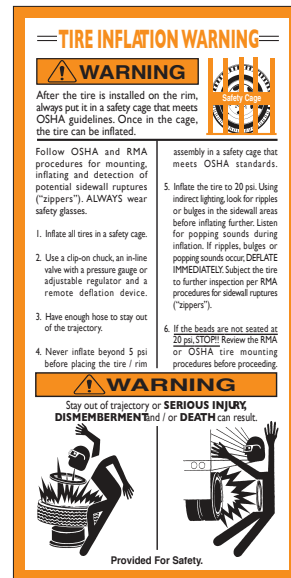 TIRE INFLATION WARNING
WARNING
After the tire is installed on the rim,
always put it in a safety cage that meets
OSHA guidelines. Once in the cage,
the tire can be inflated.
Safety Cage
Follow OSHA and RMA
procedures for mounting,
inflating and detection of
potential sidewall ruptures
("zippers"). ALWAYS wear
safety glasses.
1. Inflate all tires in a safety cage.
2. Use a clip-on chuck, an in-line
valve with a pressure gauge or
adjustable regulator and a
remote deflation device.
3. Have enough hose to stay out
of the trajectory.
4. Never inflate beyond 5 psi
before placing the tire / rim
assembly in a safety cage that
meets OSHA standards.
5. Inflate the tire to 20 psi. Using
indirect lighting, look for ripples
or bulges in the sidewall areas
before inflating further. Listen
for popping sounds during
inflation. If ripples, bulges or
popping sounds occur, DEFLATE
IMMEDIATELY. Subject the tire
to further inspection per RMA
procedures for sidewall ruptures
("zippers").
6. If the beads are not seated at
20 psi, STOP!! Review the RMA
or OSHA tire mounting
procedures before proceeding.
WARNING
Stay out of trajectory or SERIOUS INJURY,
DISMEMBERMENT and / or DEATH can result.
Provided For Safety.